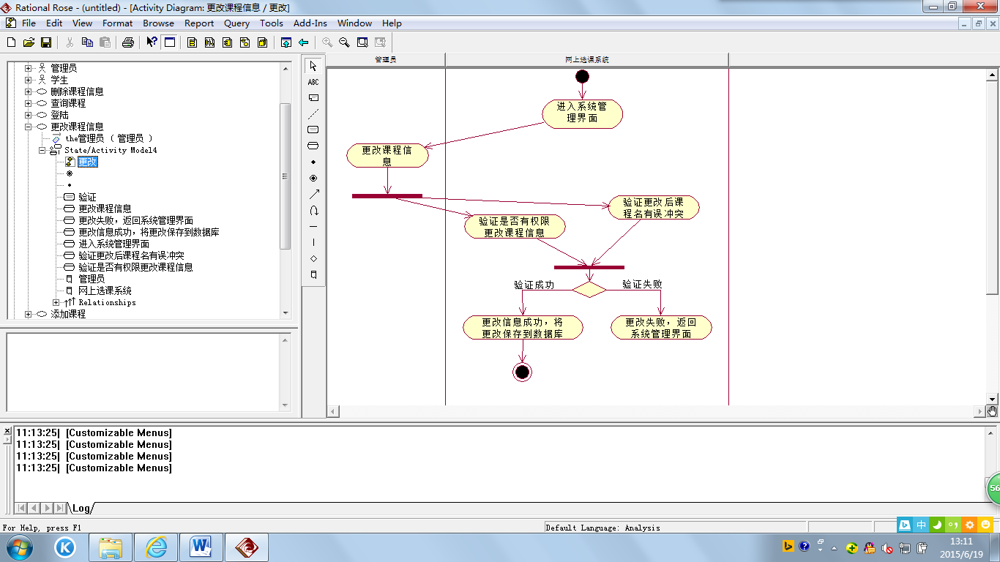 Rational Rose - (untitled) - [Activity Diagram: 更改课程信息 / 更改]
File Edit View Format Browse Report Query Tools Add-Ins Window Help
管理员
学生
删除课程信息
查询课程
登陆
更改课程信息
the管理员 ( 管理员 )
State/Activity Model4
更改
验证
更改课程信息
更改失败，返回系统管理界面
更改信息成功，将更改保存到数据库
进入系统管理界面
验证更改后课程名有误冲突
验证是否有权限更改课程信息
管理员
网上选课系统
Relationships
添加课程
ABC
管理员
网上选课系统
进入系统管
理界面
更改课程信
息
验证更改后课
程名有误冲突
验证是否有权限
更改课程信息
验证成功
验证失败
更改信息成功，将
更改保存到数据库
更改失败，返回
系统管理界面
11:13:25| [Customizable Menus]
11:13:25| [Customizable Menus]
11:13:25| [Customizable Menus]
11:13:25| [Customizable Menus]
Log
56
For Help, press F1
Default Language: Analysis
中
K
W
13:11
2015/6/19